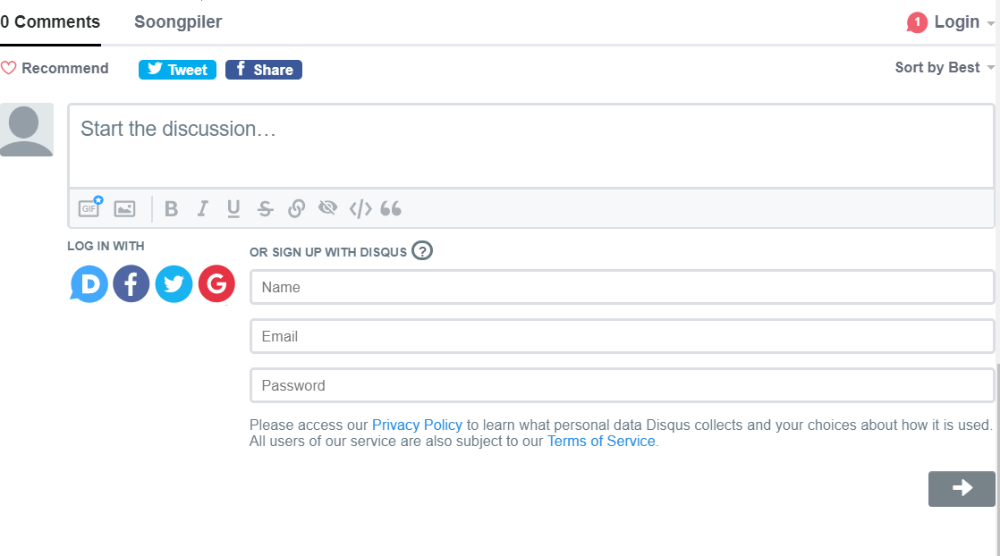 0 Comments
Soongpiler
1
Login
Recommend
Tweet
Share
Sort by Best
Start the discussion…
GIF
B I U S </>
LOG IN WITH
OR SIGN UP WITH DISQUS ?
D f G
Name
Email
Password
Please access our Privacy Policy to learn what personal data Disqus collects and your choices about how it is used.
All users of our service are also subject to our Terms of Service.